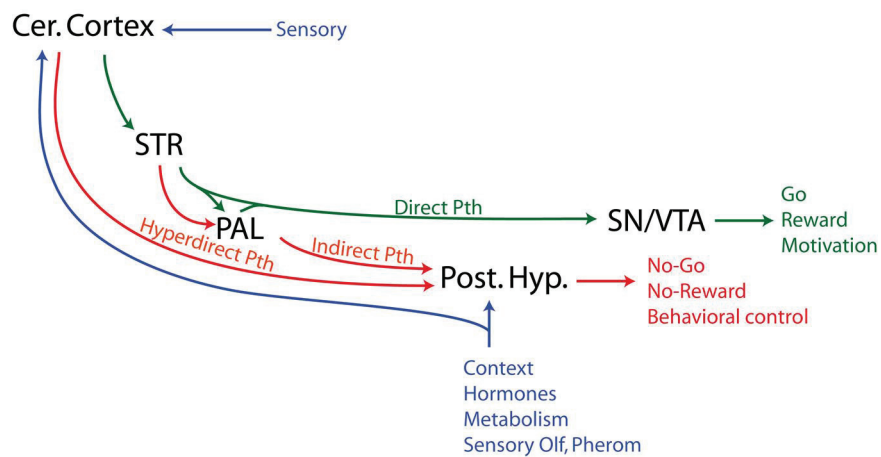 Cer. Cortex
Sensory
STR
Direct Pth
PAL
SN/VTA
Go
Reward
Motivation
Hyperdirect Pth
Indirect Pth
Post. Hyp.
No-Go
No-Reward
Behavioral control
Context
Hormones
Metabolism
Sensory Olf, Pherom